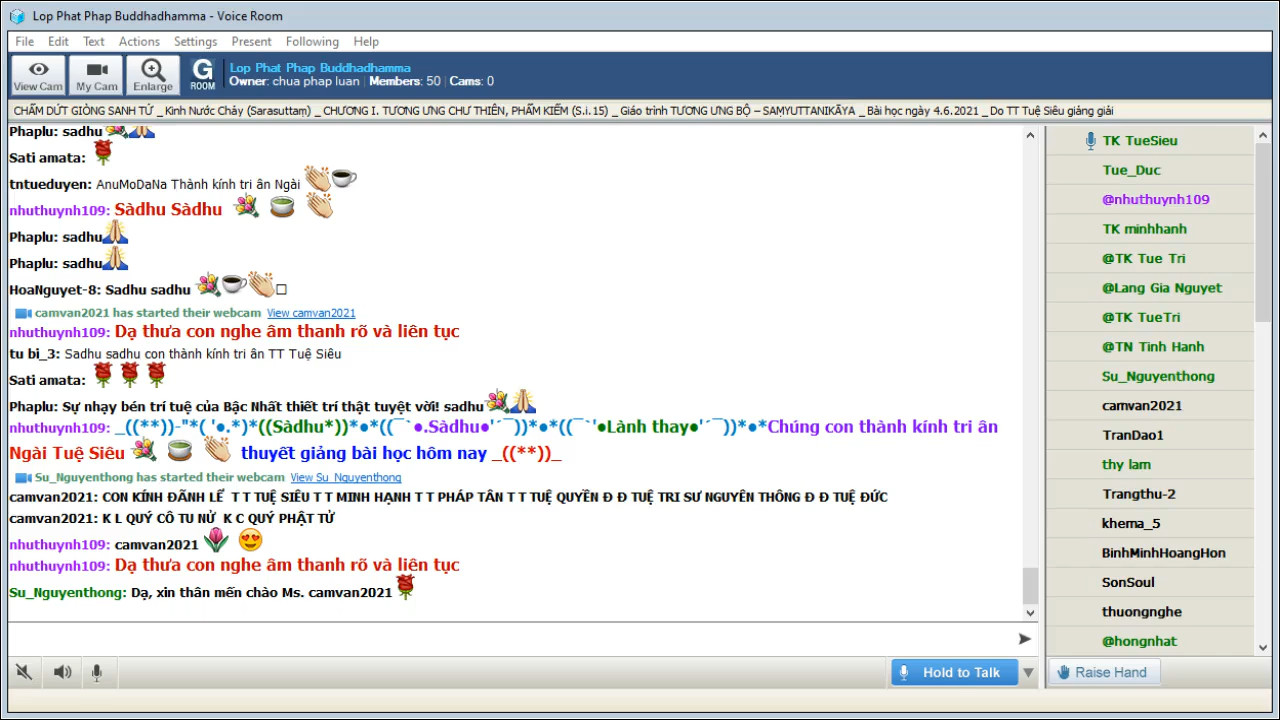 Lop Phat Phap Buddhadhamma - Voice Room
File Edit Text Actions Settings Present Following Help
View Cam My Cam Enlarge G ROOM
Lop Phat Phap Buddhadhamma
Owner: chua phap luan | Members: 50 | Cams: 0
CHẤM DỨT GIÒNG SANH TỬ _ Kinh Nước Chảy (Sarasuttaṃ) _ CHƯƠNG I. TƯƠNG ƯNG CHƯ THIÊN, PHẨM KIẾM (S.i.15) _ Giáo trình TƯƠNG ƯNG BỘ – SAṂYUTTANIKĀYA _ Bài học ngày 4.6.2021 _ Do TT Tuệ Siêu giảng giải
Phaplu: sadhu
Sati amata:
tntueduyen: AnuMoDaNa Thành kính tri ân Ngài
nhuthuynh109: Sàdhu Sàdhu
Phaplu: sadhu
Phaplu: sadhu
HoaNguyet-8: Sadhu sadhu
camvan2021 has started their webcam View camvan2021
nhuthuynh109: Dạ thưa con nghe âm thanh rõ và liên tục
tu bi_3: Sadhu sadhu con thành kính tri ân TT Tuệ Siêu
Sati amata:
Phaplu: Sự nhạy bén trí tuệ của Bậc Nhất thiết trí thật tuyệt vời! sadhu
nhuthuynh109: _((**))-"*( '●.*)*((Sàdhu*))*●*((¯`●.Sàdhu●'´¯))*●*((¯`'●Lành thay●'´¯))*●*Chúng con thành kính tri ân
Ngài Tuệ Siêu thuyết giảng bài học hôm nay _((**))_
Su_Nguyenthong has started their webcam View Su_Nguyenthong
camvan2021: CON KÍNH ĐÃNH LỄ T T TUỆ SIÊU T T MINH HẠNH T T PHÁP TÂN T T TUỆ QUYỀN Đ Đ TUỆ TRI SƯ NGUYÊN THÔNG Đ Đ TUỆ ĐỨC
camvan2021: K L QUÝ CÔ TU NỬ K C QUÝ PHẬT TỬ
nhuthuynh109: camvan2021
nhuthuynh109: Dạ thưa con nghe âm thanh rõ và liên tục
Su_Nguyenthong: Dạ, xin thân mến chào Ms. camvan2021
TK TueSieu
Tue_Duc
@nhuthuynh109
TK minhhanh
@TK Tue Tri
@Lang Gia Nguyet
@TK TueTri
@TN Tinh Hanh
Su_Nguyenthong
camvan2021
TranDao1
thy lam
Trangthu-2
khema_5
BinhMinhHoangHon
SonSoul
thuongnghe
@hongnhat
Hold to Talk
Raise Hand